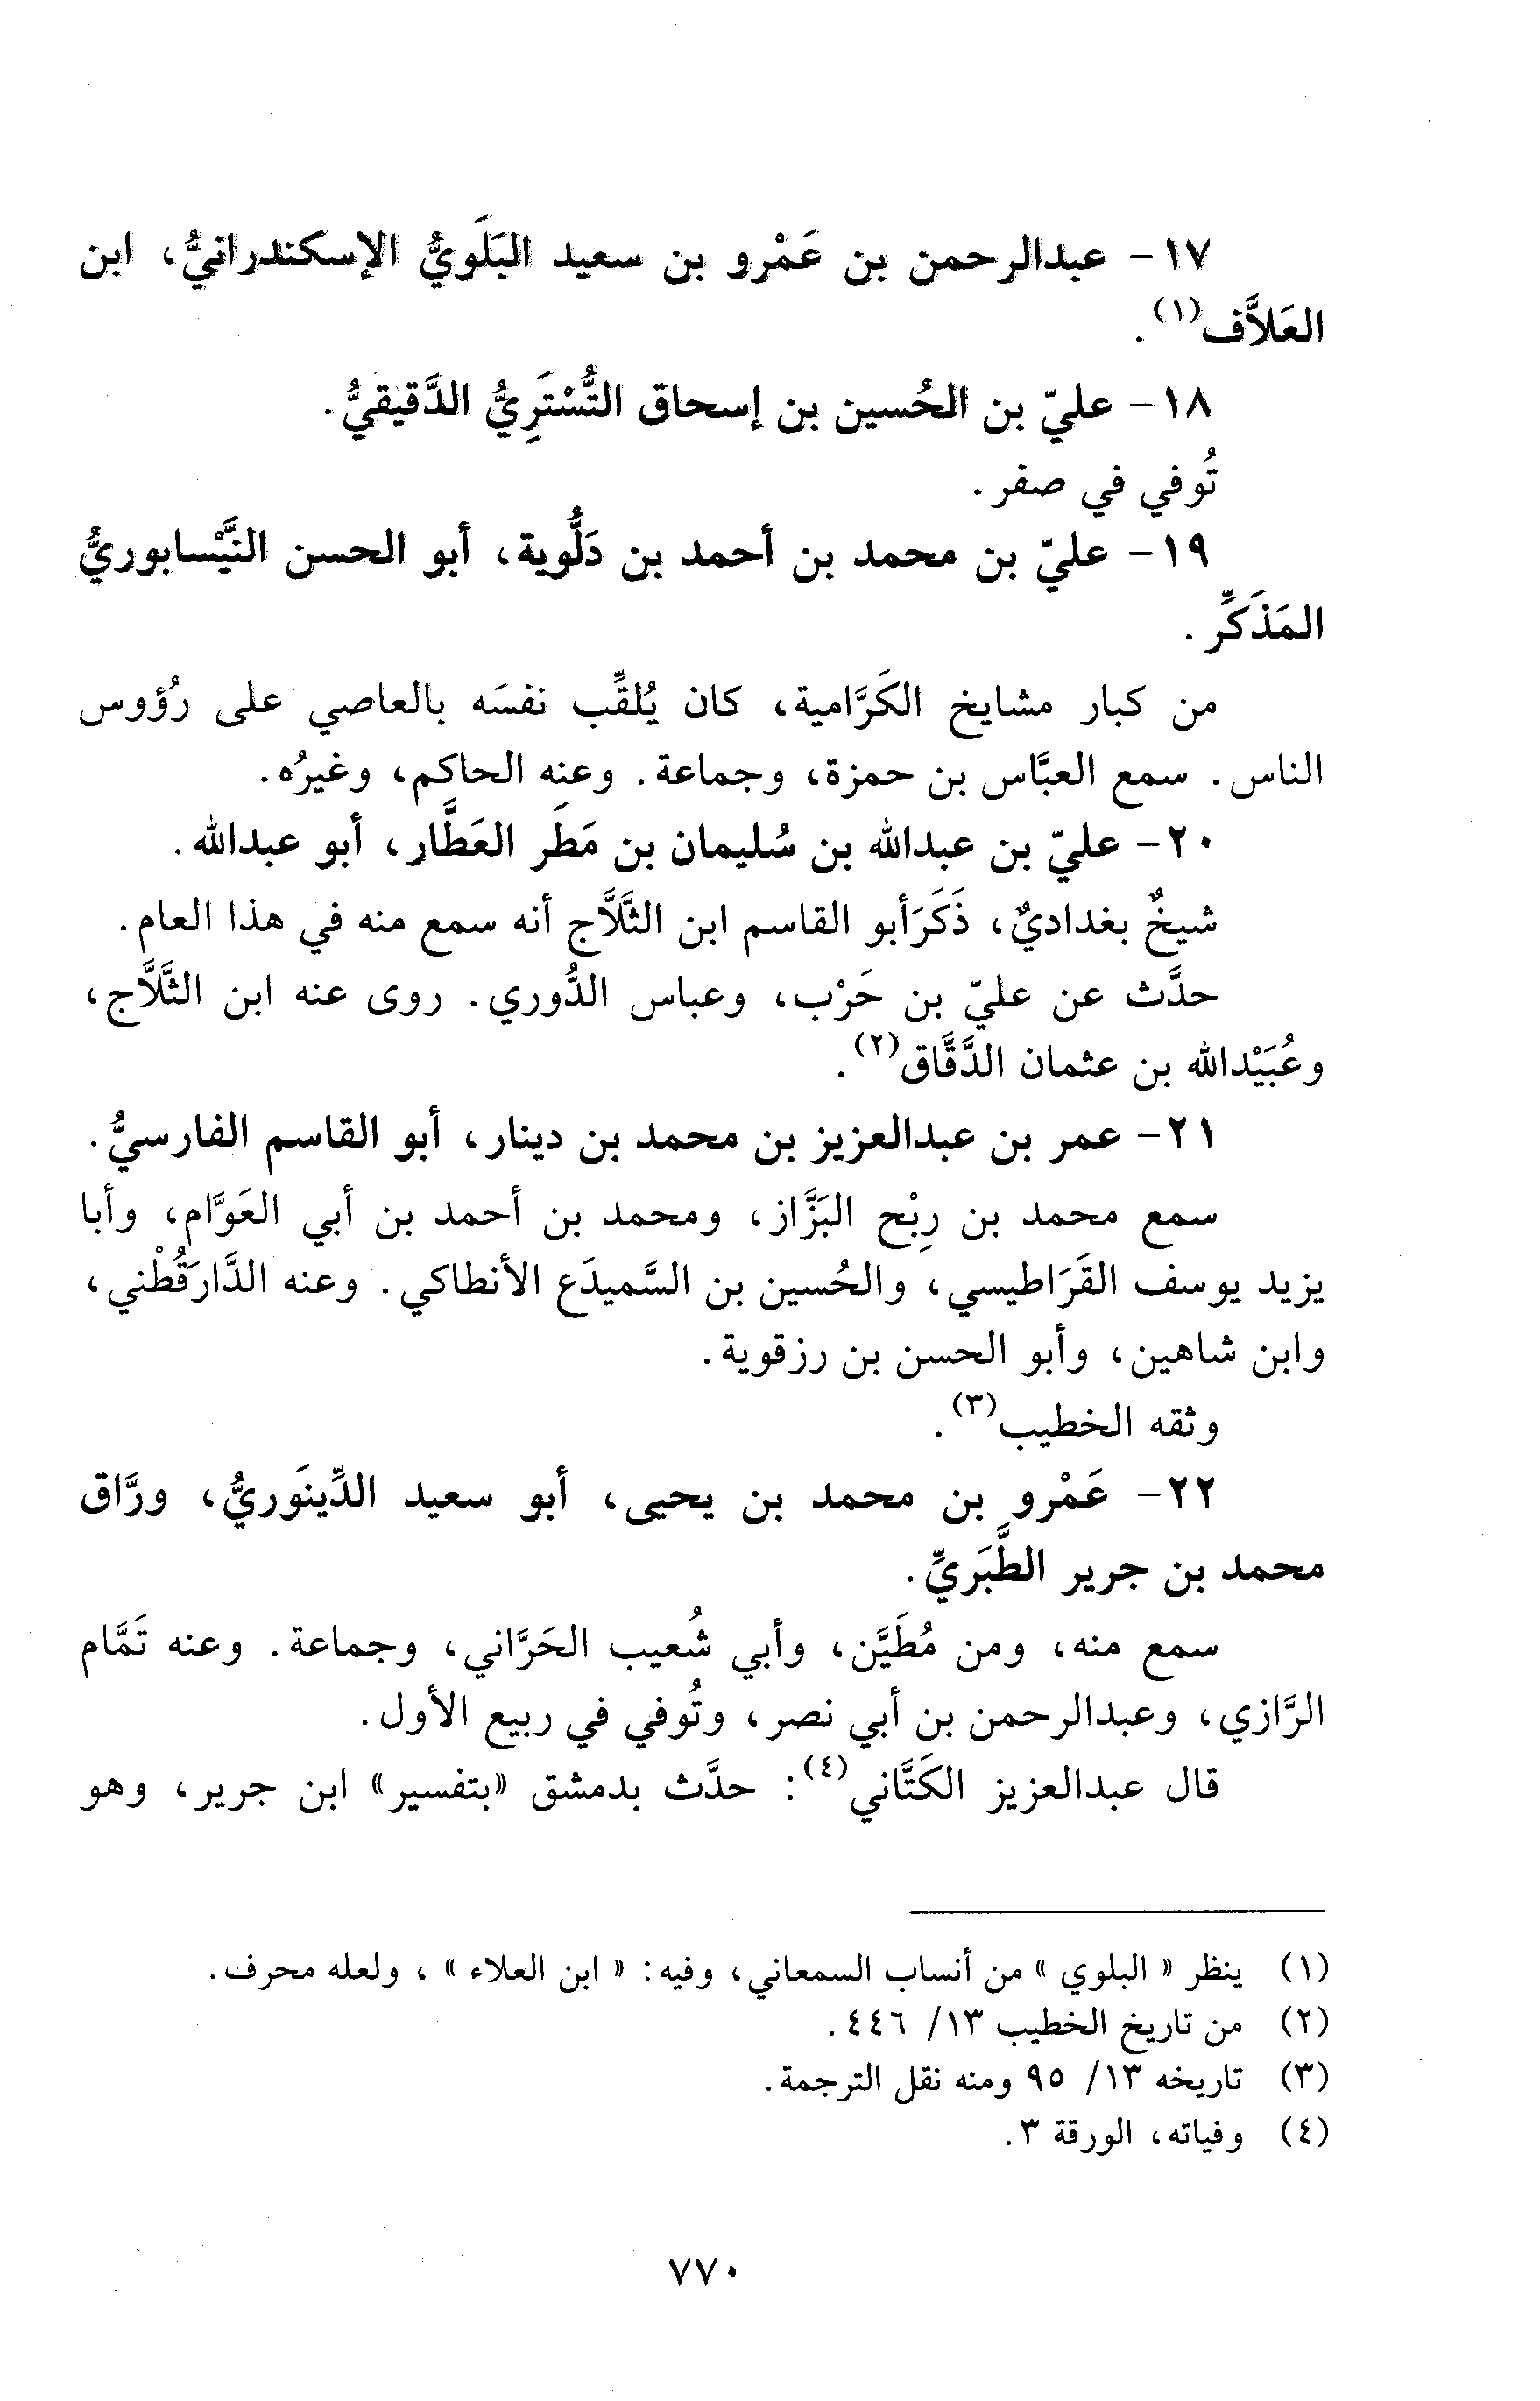 ١٧- عبدالرحمن بن عَمْرو بن سعيد البَلَويُّ الإسكندرانيُّ، ابن
العَلاَّف(١).
١٨- عليّ بن الحُسين بن إسحاق التُّسْتَرِيُّ الدَّقيقيُّ.
تُوفي في صفر.
١٩- عليّ بن محمد بن أحمد بن دَلُّوية، أبو الحسن النَّيْسابوريُّ
المَذَكِّر.
من كبار مشايخ الكَرَّامية، كان يُلقِّب نفسَه بالعاصي على رُؤوس
الناس. سمع العبَّاس بن حمزة، وجماعة. وعنه الحاكم، وغيرُه.
٢٠- عليّ بن عبدالله بن سُليمان بن مَطَر العَطَّار، أبو عبدالله.
شيخٌ بغداديٌ، ذَكَرَأبو القاسم ابن الثَّلاَّج أنه سمع منه في هذا العام.
حدَّث عن عليّ بن حَرْب، وعباس الدُّوري. روى عنه ابن الثَّلاَّج،
وعُبَيْدالله بن عثمان الدَّقَّاق(٢).
٢١- عمر بن عبدالعزيز بن محمد بن دينار، أبو القاسم الفارسيُّ.
سمع محمد بن رِبْح البَزَّاز، ومحمد بن أحمد بن أبي العَوَّام، وأبا
يزيد يوسف القَرَاطيسي، والحُسين بن السَّميدَع الأنطاكي. وعنه الدَّارَقُطْني،
وابن شاهين، وأبو الحسن بن رزقوية.
وثقه الخطيب(٣).
٢٢- عَمْرو بن محمد بن يحيى، أبو سعيد الدِّينَوريُّ، ورَّاق
محمد بن جرير الطَّبَريِّ.
سمع منه، ومن مُطَيَّن، وأبي شُعيب الحَرَّاني، وجماعة. وعنه تَمَّام
الرَّازي، وعبدالرحمن بن أبي نصر، وتُوفي في ربيع الأول.
قال عبدالعزيز الكَتَّاني(٤): حدَّث بدمشق «بتفسير» ابن جرير، وهو
(١) ينظر « البلوي » من أنساب السمعاني، وفيه: « ابن العلاء » ، ولعله محرف.
(٢) من تاريخ الخطيب ١٣/ ٤٤٦.
(٣) تاريخه ١٣/ ٩٥ ومنه نقل الترجمة.
(٤) وفياته، الورقة ٣.
٧٧٠